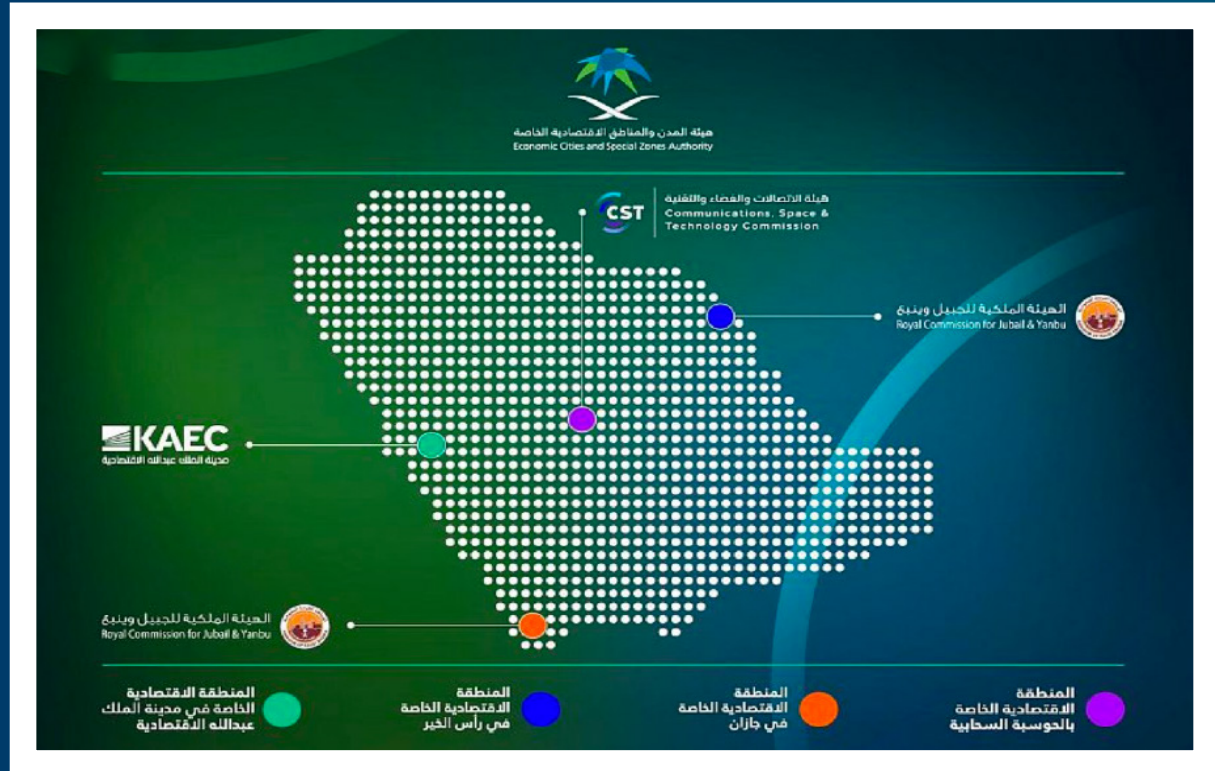 هيئة المدن والمناطق الاقتصادية الخاصة
Economic Cities and Special Zones Authority
CST
هيئة الاتصالات والفضاء والتقنية
Communications, Space &
Technology Commission
الهيئة الملكية للجبيل وينبع
Royal Commission for Jubail & Yanbu
KAEC
مدينة الملك عبدالله الاقتصادية
الهيئة الملكية للجبيل وينبع
Royal Commission for Jubail & Yanbu
المنطقة
الاقتصادية الخاصة
بالحوسبة السحابية
المنطقة
الاقتصادية الخاصة
في جازان
المنطقة
الاقتصادية الخاصة
في رأس الخير
المنطقة الاقتصادية
الخاصة في مدينة الملك
عبدالله الاقتصادية